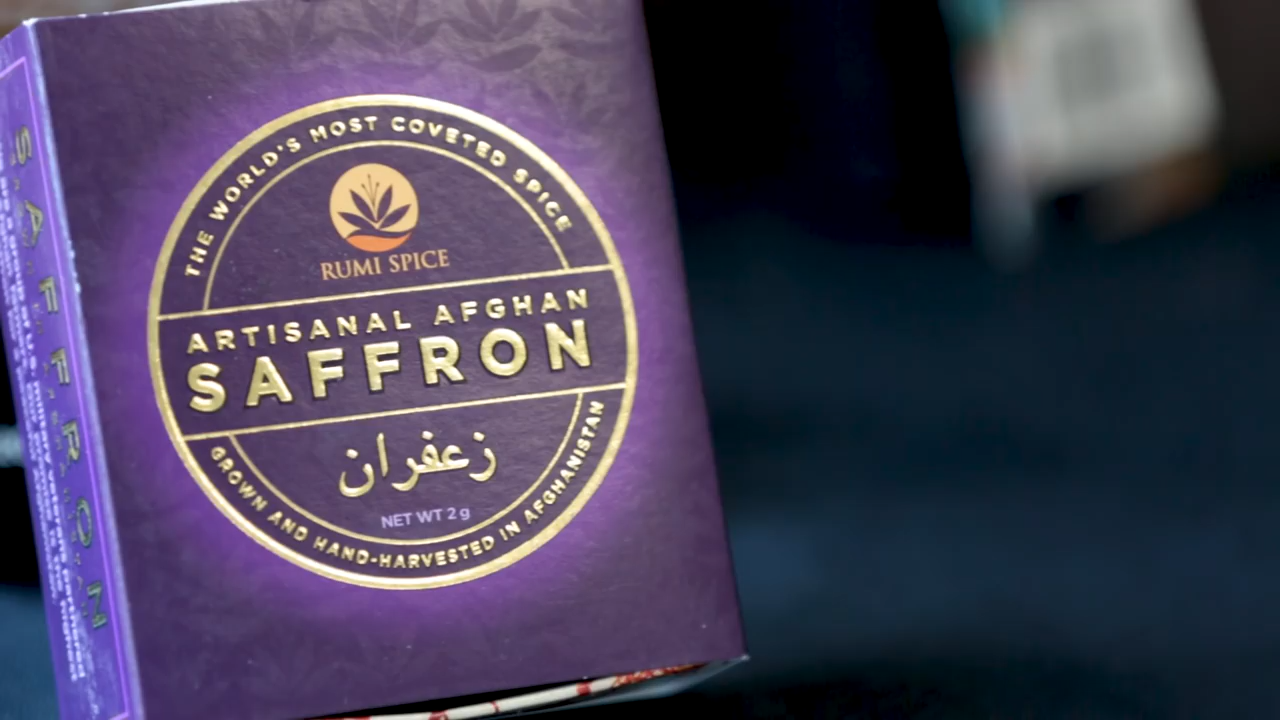 THE WORLD'S MOST COVETED SPICE
RUMI SPICE
ARTISANAL AFGHAN
SAFFRON
زعفران
NET WT 2 g
GROWN AND HAND-HARVESTED IN AFGHANISTAN
SAFFRON